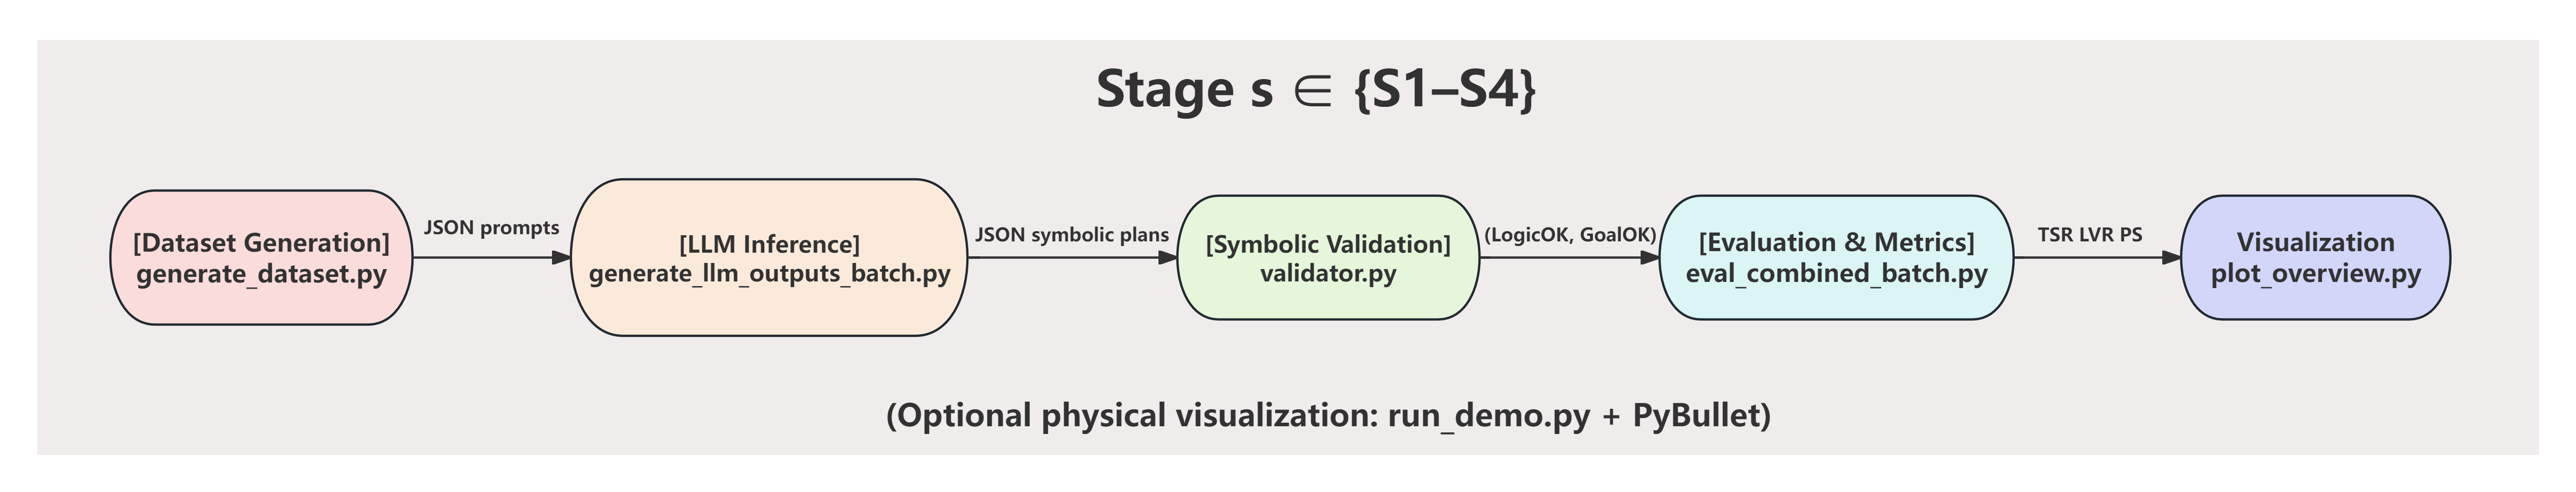 Stage s ∈ {S1–S4}
[Dataset Generation]
generate_dataset.py
JSON prompts
[LLM Inference]
generate_llm_outputs_batch.py
JSON symbolic plans
[Symbolic Validation]
validator.py
(LogicOK, GoalOK)
[Evaluation & Metrics]
eval_combined_batch.py
TSR LVR PS
Visualization
plot_overview.py
(Optional physical visualization: run_demo.py + PyBullet)